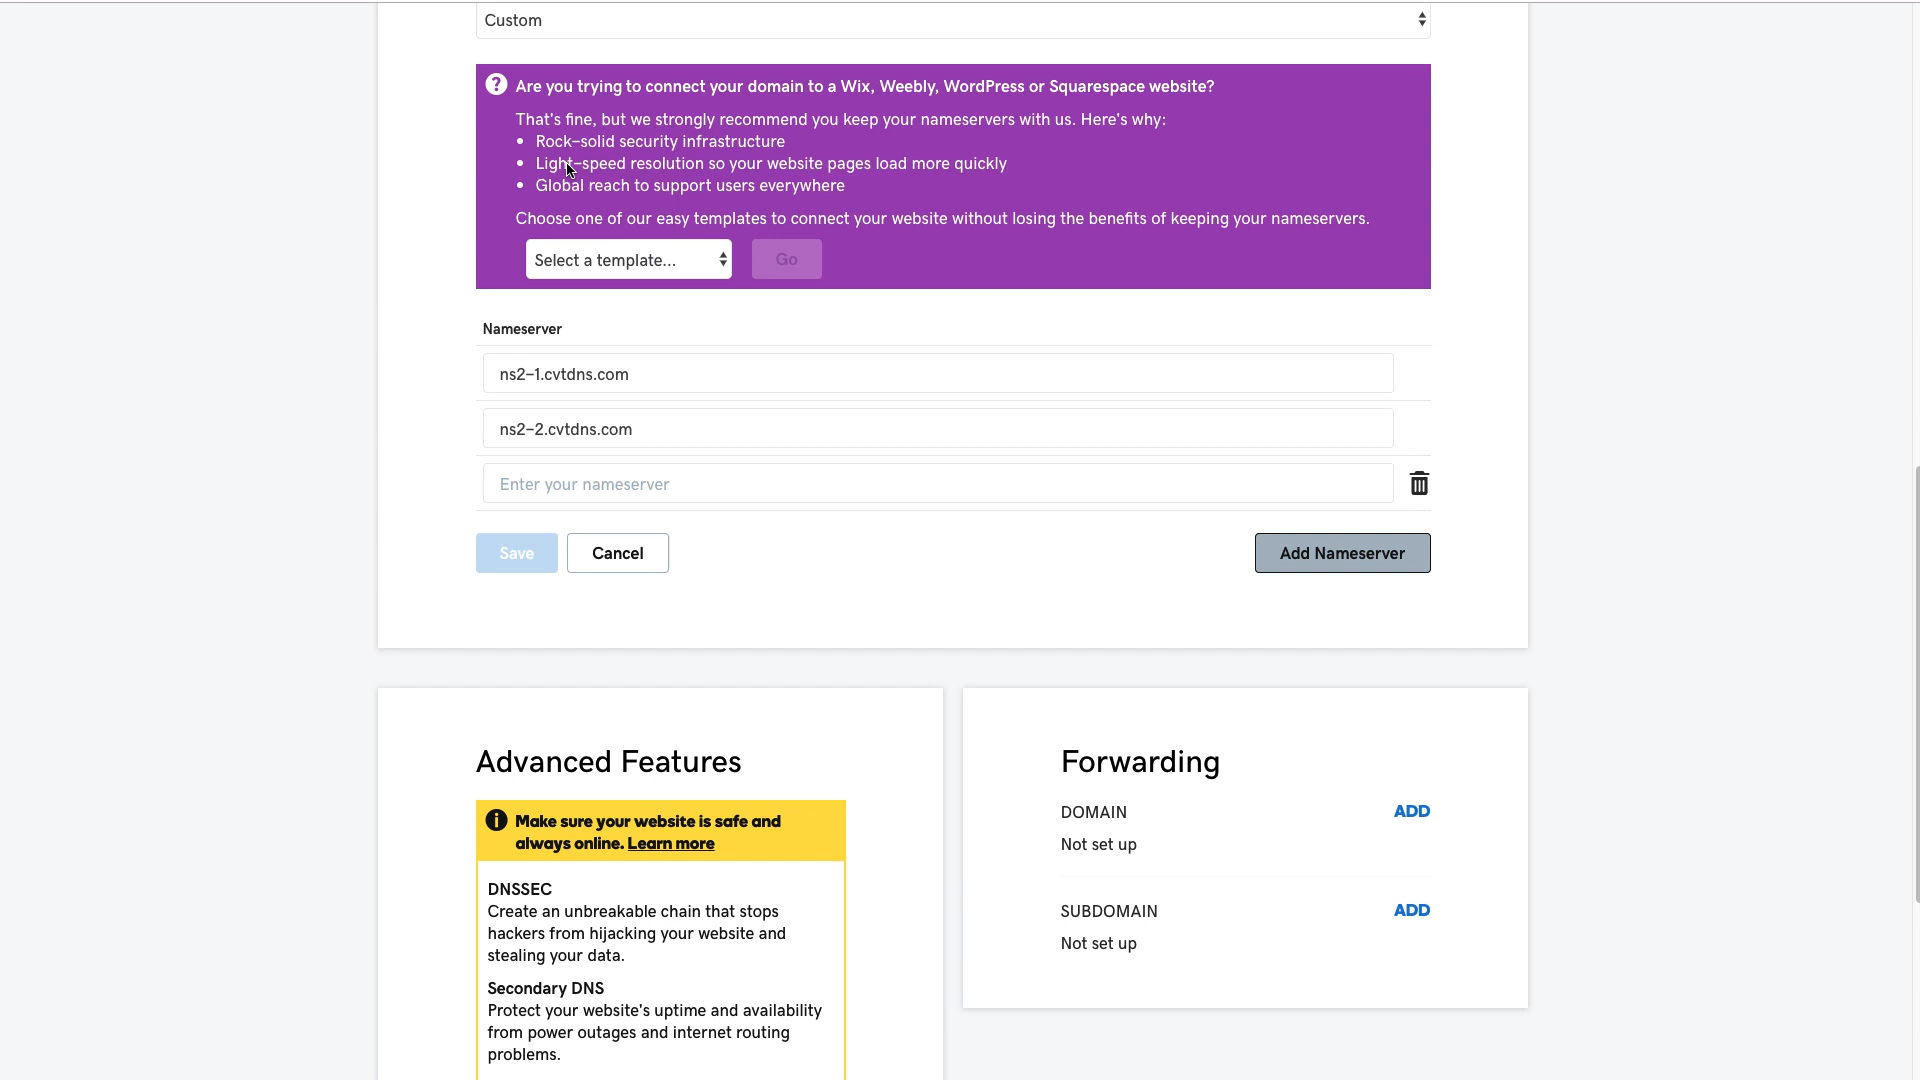 Custom
Are you trying to connect your domain to a Wix, Weebly, WordPress or Squarespace website?
That's fine, but we strongly recommend you keep your nameservers with us. Here's why:
• Rock-solid security infrastructure
• Light-speed resolution so your website pages load more quickly
• Global reach to support users everywhere
Choose one of our easy templates to connect your website without losing the benefits of keeping your nameservers.
Select a template... Go
Nameserver
ns2-1.cvtdns.com
ns2-2.cvtdns.com
Enter your nameserver
Save Cancel Add Nameserver
Advanced Features
Make sure your website is safe and
always online. Learn more
DNSSEC
Create an unbreakable chain that stops
hackers from hijacking your website and
stealing your data.
Secondary DNS
Protect your website's uptime and availability
from power outages and internet routing
problems.
Forwarding
DOMAIN ADD
Not set up
SUBDOMAIN ADD
Not set up